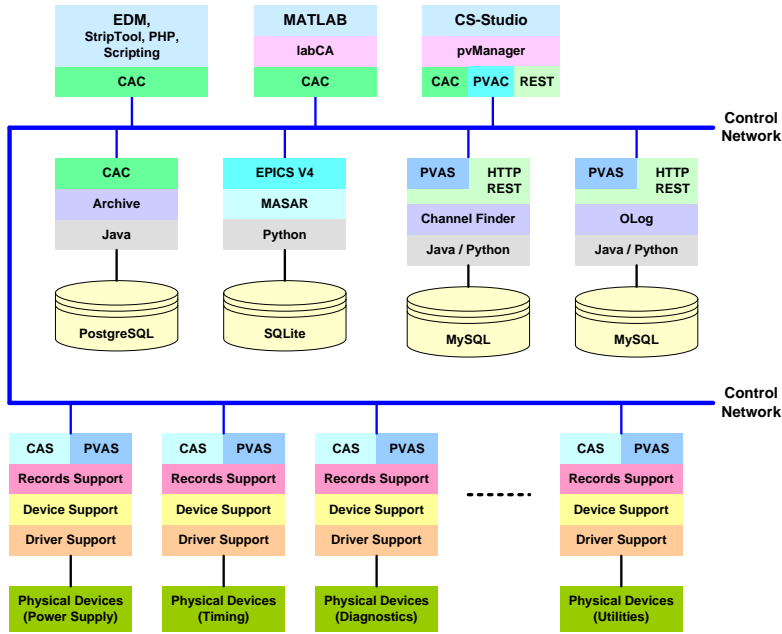 EDM,
StripTool, PHP,
Scripting
CAC
MATLAB
labCA
CAC
CS-Studio
pvManager
CAC
PVAC
REST
Control
Network
CAC
Archive
Java
PostgreSQL
EPICS V4
MASAR
Python
SQLite
PVAS
HTTP
REST
Channel Finder
Java / Python
MySQL
PVAS
HTTP
REST
OLog
Java / Python
MySQL
Control
Network
CAS
PVAS
Records Support
Device Support
Driver Support
Physical Devices
(Power Supply)
CAS
PVAS
Records Support
Device Support
Driver Support
Physical Devices
(Timing)
CAS
PVAS
Records Support
Device Support
Driver Support
Physical Devices
(Diagnostics)
CAS
PVAS
Records Support
Device Support
Driver Support
Physical Devices
(Utilities)